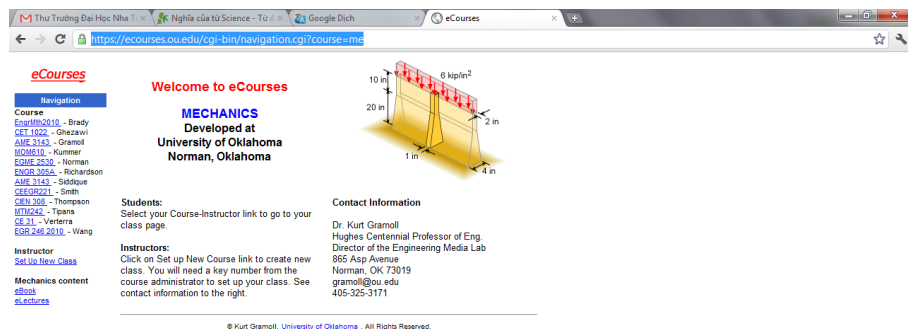 Thư Trường Đại Học Nha T
Nghĩa của từ Science - Từ đ
Google Dịch
eCourses
https://ecourses.ou.edu/cgi-bin/navigation.cgi?course=me
eCourses
Navigation
Course
EngrMth2010 - Brady
CET 1022 - Ghezawi
AME 3143 - Gramoll
MOM610 - Kummer
EGME 2530 - Norman
ENGR 305A - Richardson
AME 3143 - Siddique
CEEGR221 - Smith
CIEN 308 - Thompson
MTM242 - Tipans
CE 31 - Verterra
EGR 246 2010 - Wang
Instructor
Set Up New Class
Mechanics content
eBook
eLectures
Welcome to eCourses
MECHANICS
Developed at
University of Oklahoma
Norman, Oklahoma
10 in
6 kip/in²
20 in
2 in
1 in
4 in
Students:
Select your Course-Instructor link to go to your
class page.
Instructors:
Click on Set up New Course link to create new
class. You will need a key number from the
course administrator to set up your class. See
contact information to the right.
Contact Information
Dr. Kurt Gramoll
Hughes Centennial Professor of Eng.
Director of the Engineering Media Lab
865 Asp Avenue
Norman, OK 73019
gramoll@ou.edu
405-325-3171
© Kurt Gramoll, University of Oklahoma . All Rights Reserved.